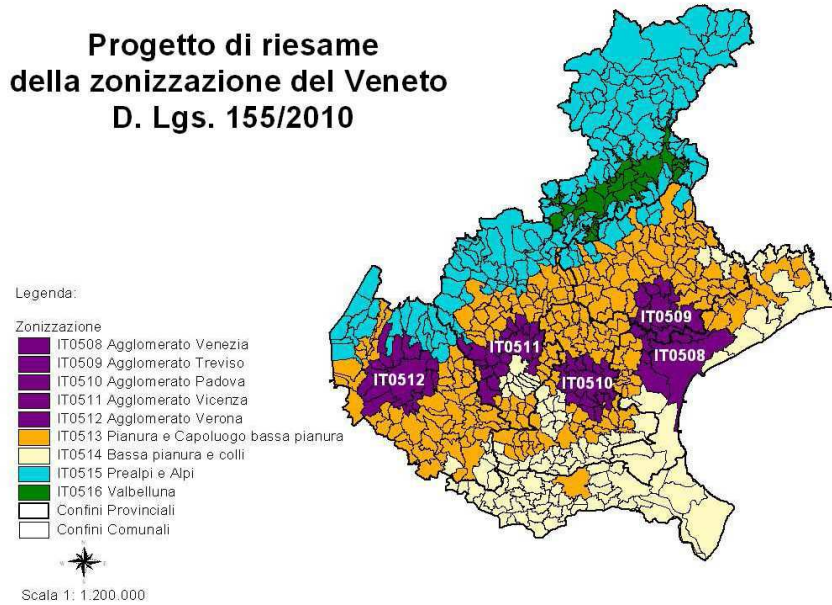 Progetto di riesame
della zonizzazione del Veneto
D. Lgs. 155/2010
Legenda:
Zonizzazione
IT0508 Agglomerato Venezia
IT0509 Agglomerato Treviso
IT0510 Agglomerato Padova
IT0511 Agglomerato Vicenza
IT0512 Agglomerato Verona
IT0513 Pianura e Capoluogo bassa pianura
IT0514 Bassa pianura e colli
IT0515 Prealpi e Alpi
IT0516 Valbelluna
Confini Provinciali
Confini Comunali
Scala 1: 1.200.000
IT0509
IT0511
IT0508
IT0512
IT0510